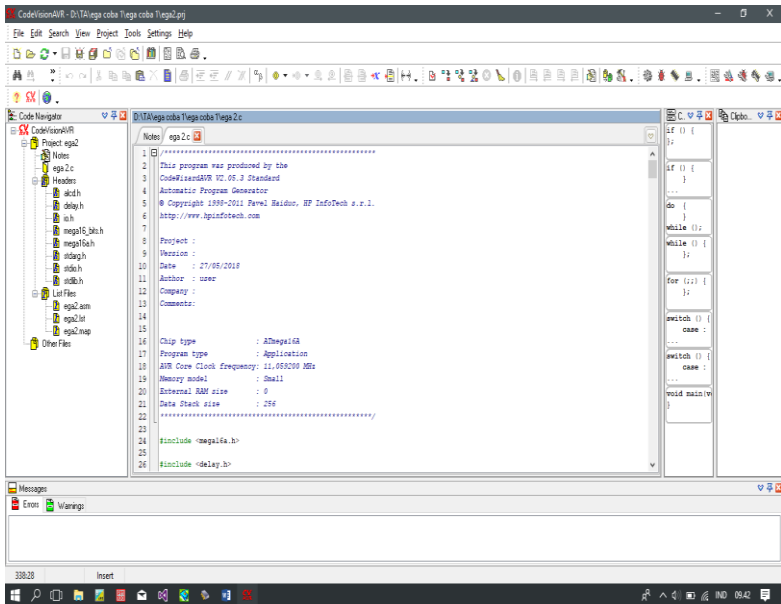 CodeVisionAVR - D:\TA\ega coba 1\ega coba 1\ega2.prj
File Edit Search View Project Tools Settings Help
Code Navigator
CodeVisionAVR
Project: ega2
Notes
ega 2.c
Headers
alcd.h
delay.h
io.h
mega16_bits.h
mega16a.h
stdarg.h
stdio.h
stdlib.h
List Files
ega2.asm
ega2.lst
ega2.map
Other Files
D:\TA\ega coba 1\ega coba 1\ega 2.c
Notes ega 2.c
1 /*****************************************************
2 This program was produced by the
3 CodeWizardAVR V2.05.3 Standard
4 Automatic Program Generator
5 © Copyright 1998-2011 Pavel Haiduc, HP InfoTech s.r.l.
6 http://www.hpinfotech.com
7
8 Project :
9 Version :
10 Date : 27/05/2018
11 Author : user
12 Company :
13 Comments:
14
15
16 Chip type : ATmega16A
17 Program type : Application
18 AVR Core Clock frequency: 11,059200 MHz
19 Memory model : Small
20 External RAM size : 0
21 Data Stack size : 256
22 *****************************************************/
23
24 #include <mega16a.h>
25
26 #include <delay.h>
C...
if () {
};
if () {
}
...
do {
}
while ();
while () {
};
for (;;) {
};
switch () {
case :
...
switch () {
case :
...
void main(v
}
Clipbo...
Messages
Errors Warnings
338:28 Insert
IND 09.42